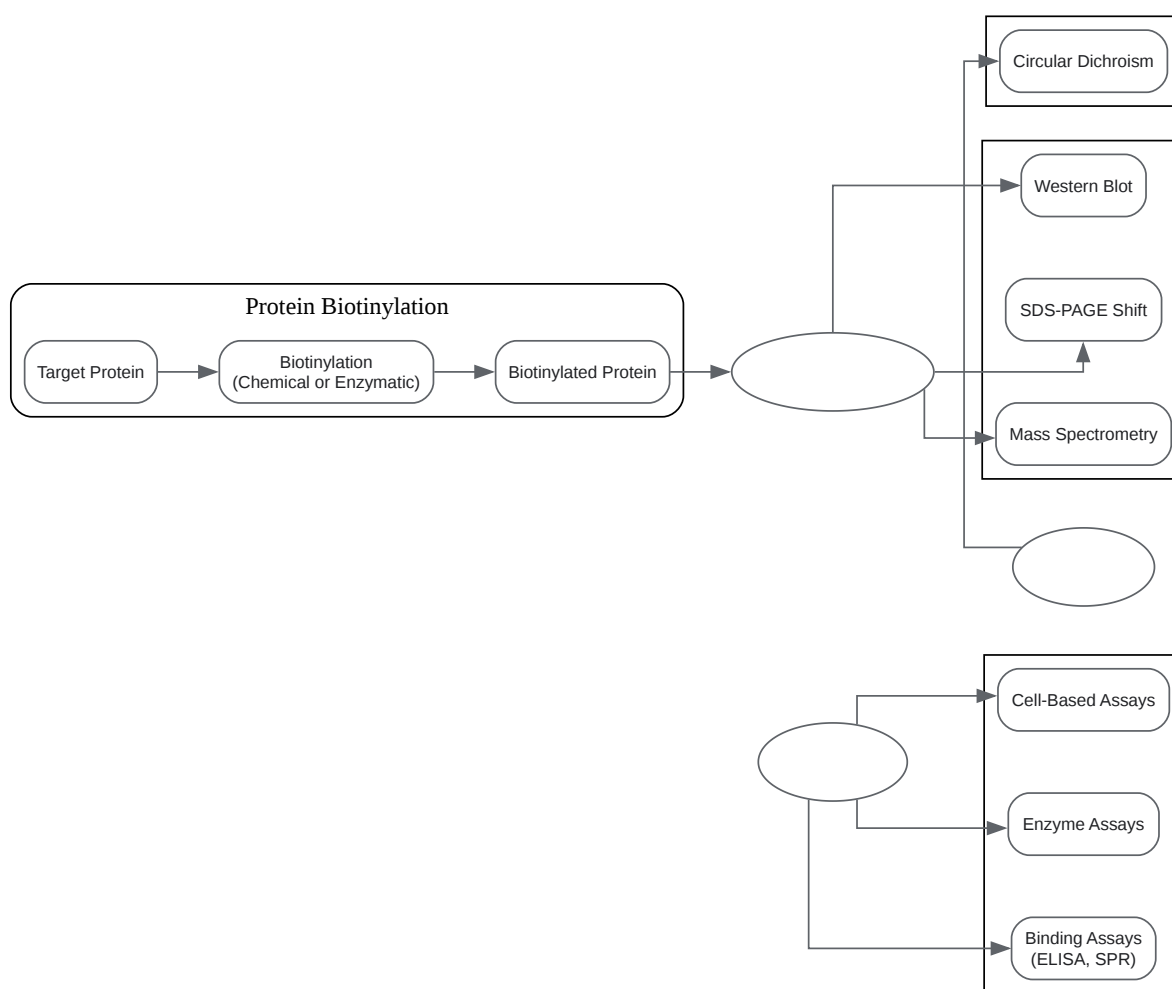 Circular Dichroism
Western Blot
SDS-PAGE Shift
Protein Biotinylation
Target Protein
Biotinylation
(Chemical or Enzymatic)
Biotinylated Protein
Mass Spectrometry
Cell-Based Assays
Enzyme Assays
Binding Assays
(ELISA, SPR)